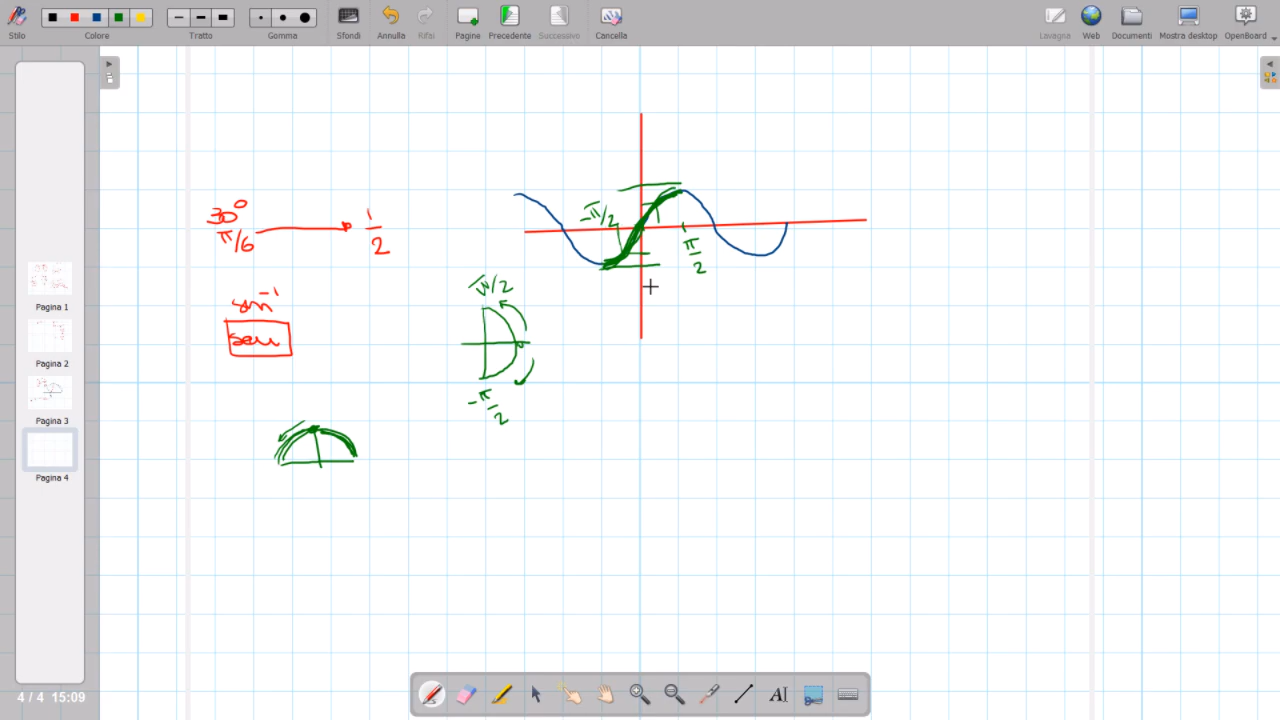 Stilo
Colore
Tratto
Gomma
Sfondi
Annulla
Rifai
Pagine
Precedente
Successivo
Cancella
Lavagna
Web
Documenti
Mostra desktop
OpenBoard
Pagina 1
Pagina 2
Pagina 3
Pagina 4
4 / 4 15:09
30°
π/6
1/2
sen⁻¹
sen
-π/2
π/2
π/2
-π/2
AI